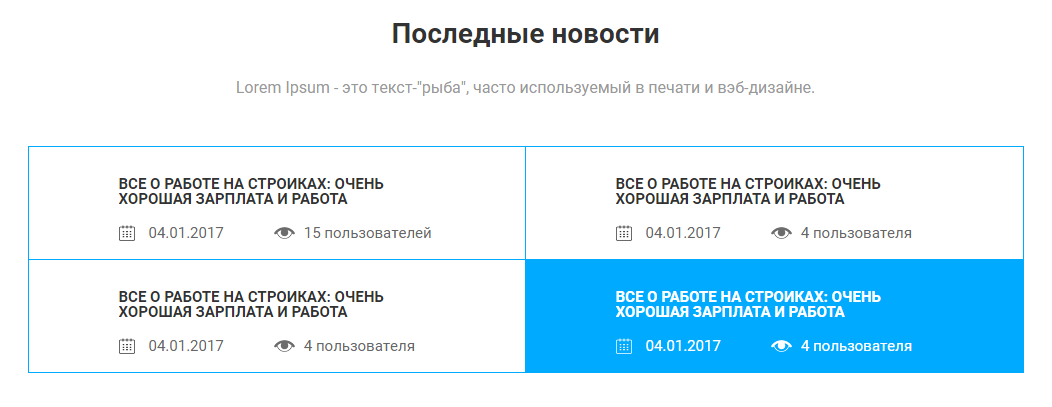 Последные новости
Lorem Ipsum - это текст-"рыба", часто используемый в печати и вэб-дизайне.
ВСЕ О РАБОТЕ НА СТРОИКАХ: ОЧЕНЬ
ХОРОШАЯ ЗАРПЛАТА И РАБОТА
04.01.2017 15 пользователей
ВСЕ О РАБОТЕ НА СТРОИКАХ: ОЧЕНЬ
ХОРОШАЯ ЗАРПЛАТА И РАБОТА
04.01.2017 4 пользователя
ВСЕ О РАБОТЕ НА СТРОИКАХ: ОЧЕНЬ
ХОРОШАЯ ЗАРПЛАТА И РАБОТА
04.01.2017 4 пользователя
ВСЕ О РАБОТЕ НА СТРОИКАХ: ОЧЕНЬ
ХОРОШАЯ ЗАРПЛАТА И РАБОТА
04.01.2017 4 пользователя